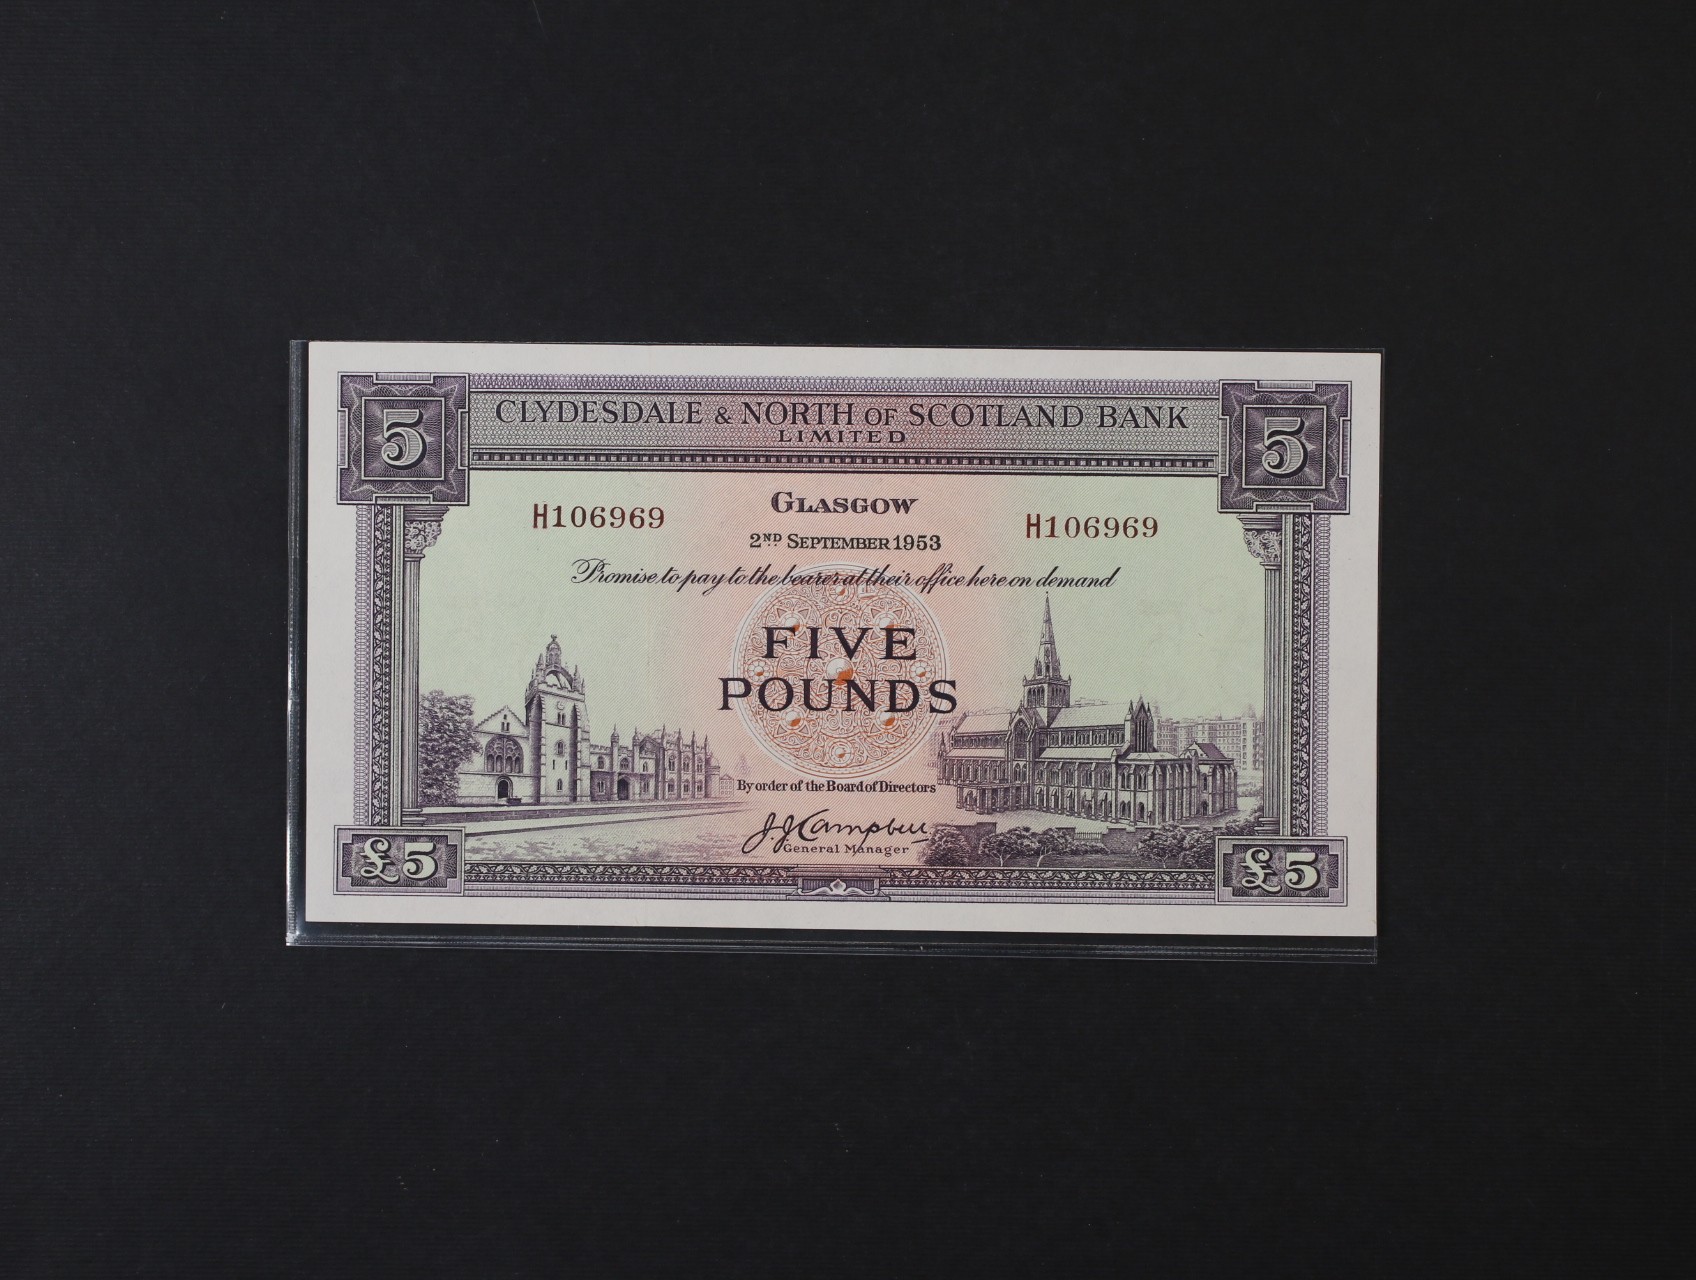 5 CLYDESDALE & NORTH OF SCOTLAND BANK 5
LIMITED
GLASGOW
H106969 H106969
2ND SEPTEMBER 1953
Promise to pay to the bearer at their office here on demand
FIVE
POUNDS
By order of the Board of Directors
J.J. Campbell
General Manager
£5 £5